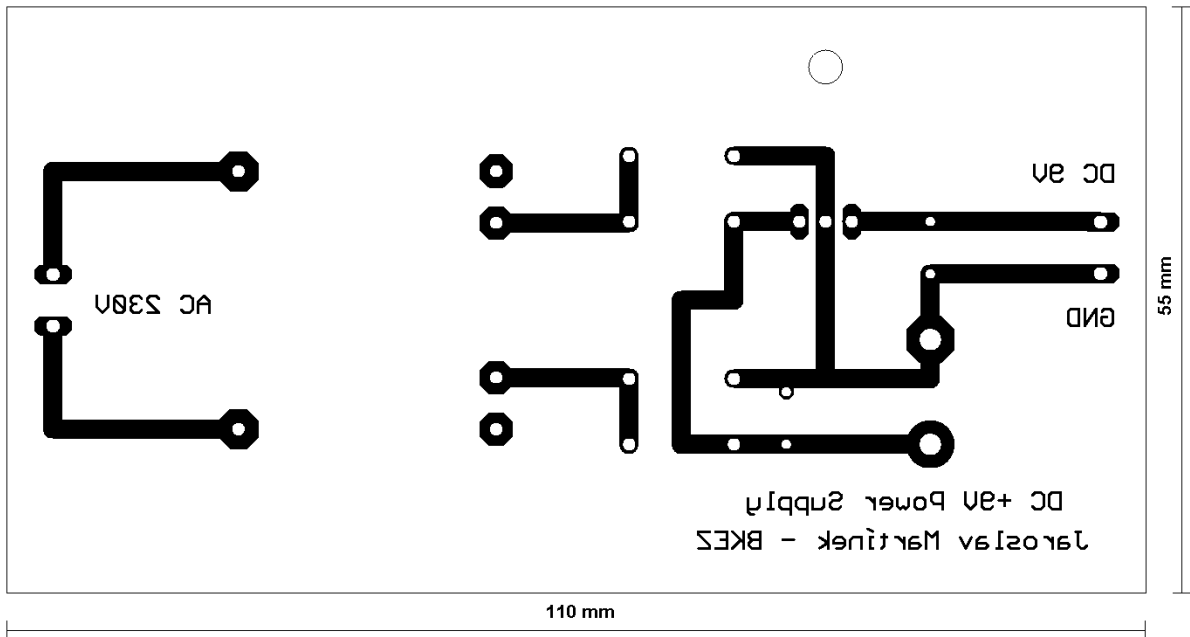 DC 9V
AC 230V
GND
55 mm
DC +9V Power Supply
Jaroslav Martínek - BKEZ
110 mm